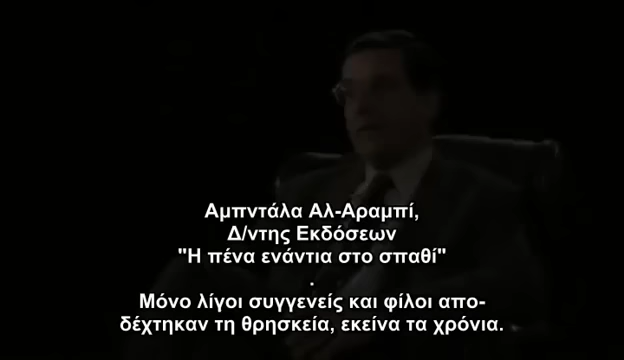 Αμπντάλα Αλ-Αραμπί,
Δ/ντης Εκδόσεων
"Η πένα ενάντια στο σπαθί"
.
Μόνο λίγοι συγγενείς και φίλοι απο-
δέχτηκαν τη θρησκεία, εκείνα τα χρόνια.